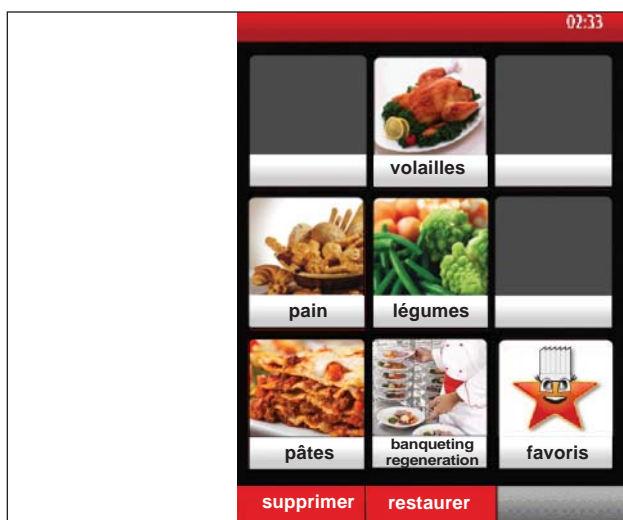 02:33
volailles
pain
légumes
pâtes
banqueting
regeneration
favoris
supprimer
restaurer